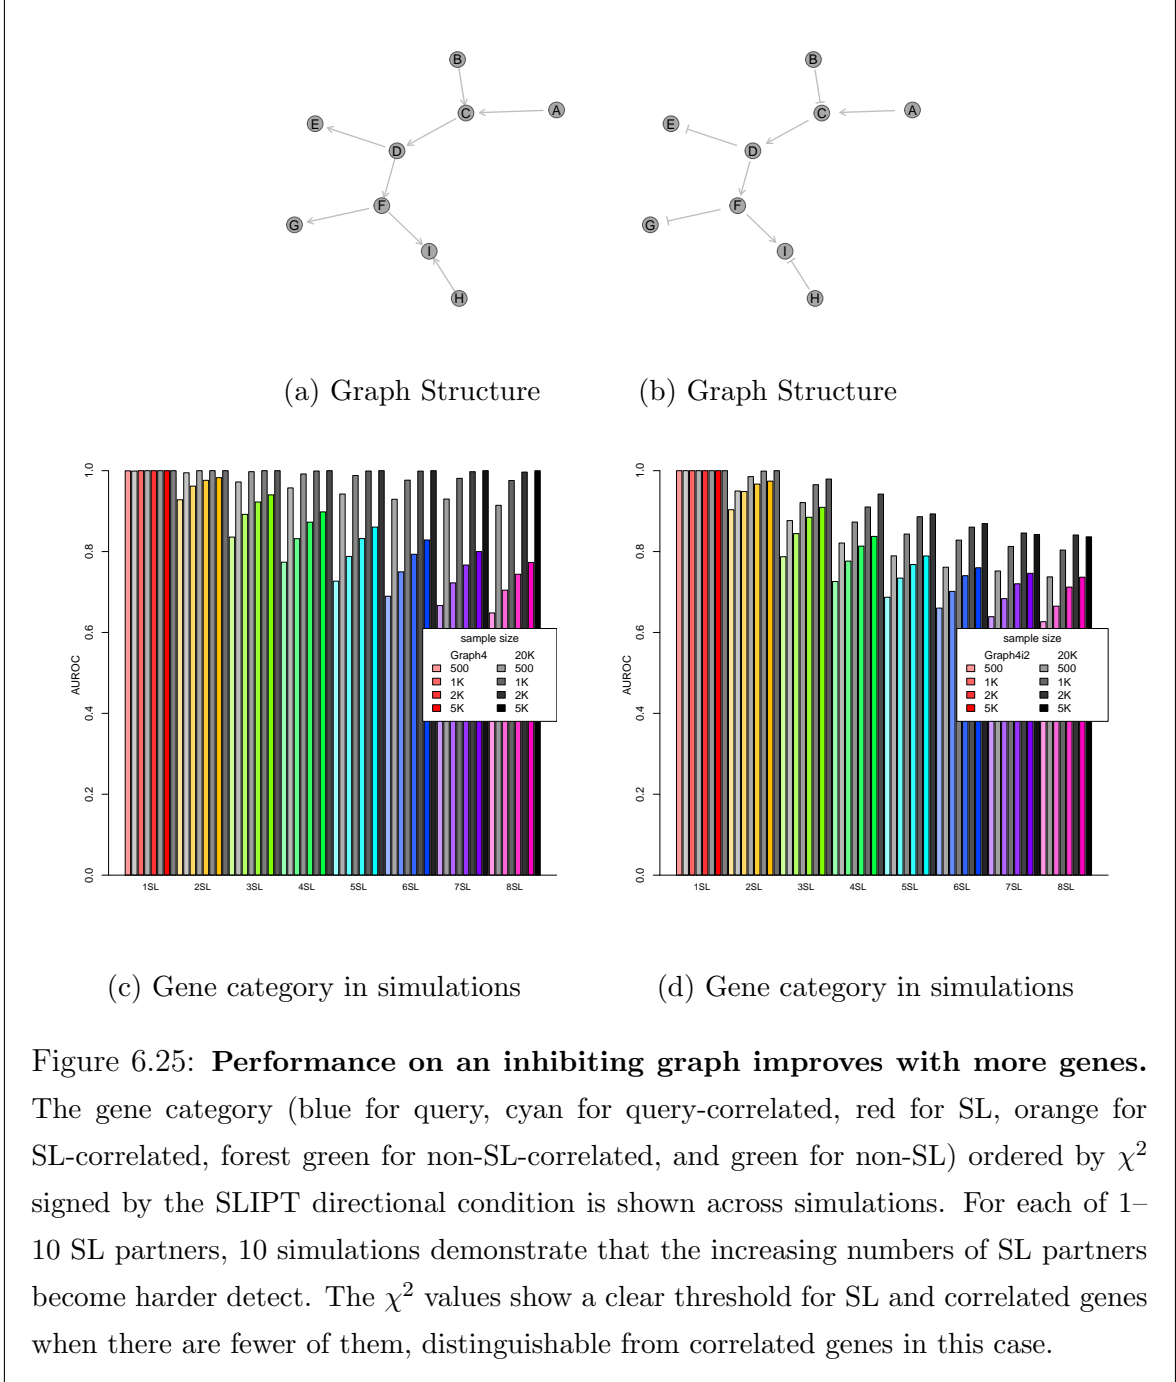 B
C
A
E
D
F
G
I
H
B
C
A
E
D
F
G
I
H
(a) Graph Structure
(b) Graph Structure
AUROC
0.0
0.2
0.4
0.6
0.8
1.0
sample size
Graph4 20K
500 500
1K 1K
2K 2K
5K 5K
1SL 2SL 3SL 4SL 5SL 6SL 7SL 8SL
AUROC
0.0
0.2
0.4
0.6
0.8
1.0
sample size
Graph4i2 20K
500 500
1K 1K
2K 2K
5K 5K
1SL 2SL 3SL 4SL 5SL 6SL 7SL 8SL
(c) Gene category in simulations
(d) Gene category in simulations
Figure 6.25: Performance on an inhibiting graph improves with more genes.
The gene category (blue for query, cyan for query-correlated, red for SL, orange for
SL-correlated, forest green for non-SL-correlated, and green for non-SL) ordered by χ²
signed by the SLIPT directional condition is shown across simulations. For each of 1–
10 SL partners, 10 simulations demonstrate that the increasing numbers of SL partners
become harder detect. The χ² values show a clear threshold for SL and correlated genes
when there are fewer of them, distinguishable from correlated genes in this case.